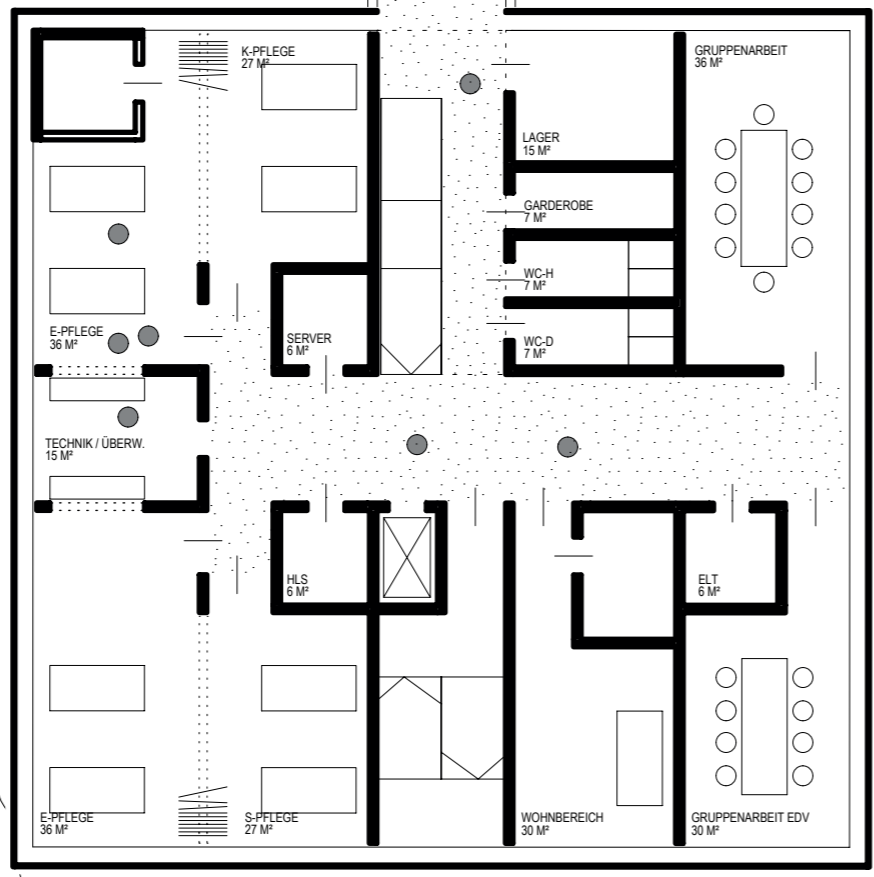 K-PFLEGE
27 M²
GRUPPENARBEIT
36 M²
LAGER
15 M²
GARDEROBE
7 M²
WC-H
7 M²
E-PFLEGE
36 M²
SERVER
6 M²
WC-D
7 M²
TECHNIK / ÜBERW.
15 M²
HLS
6 M²
ELT
6 M²
E-PFLEGE
36 M²
S-PFLEGE
27 M²
WOHNBEREICH
30 M²
GRUPPENARBEIT EDV
30 M²